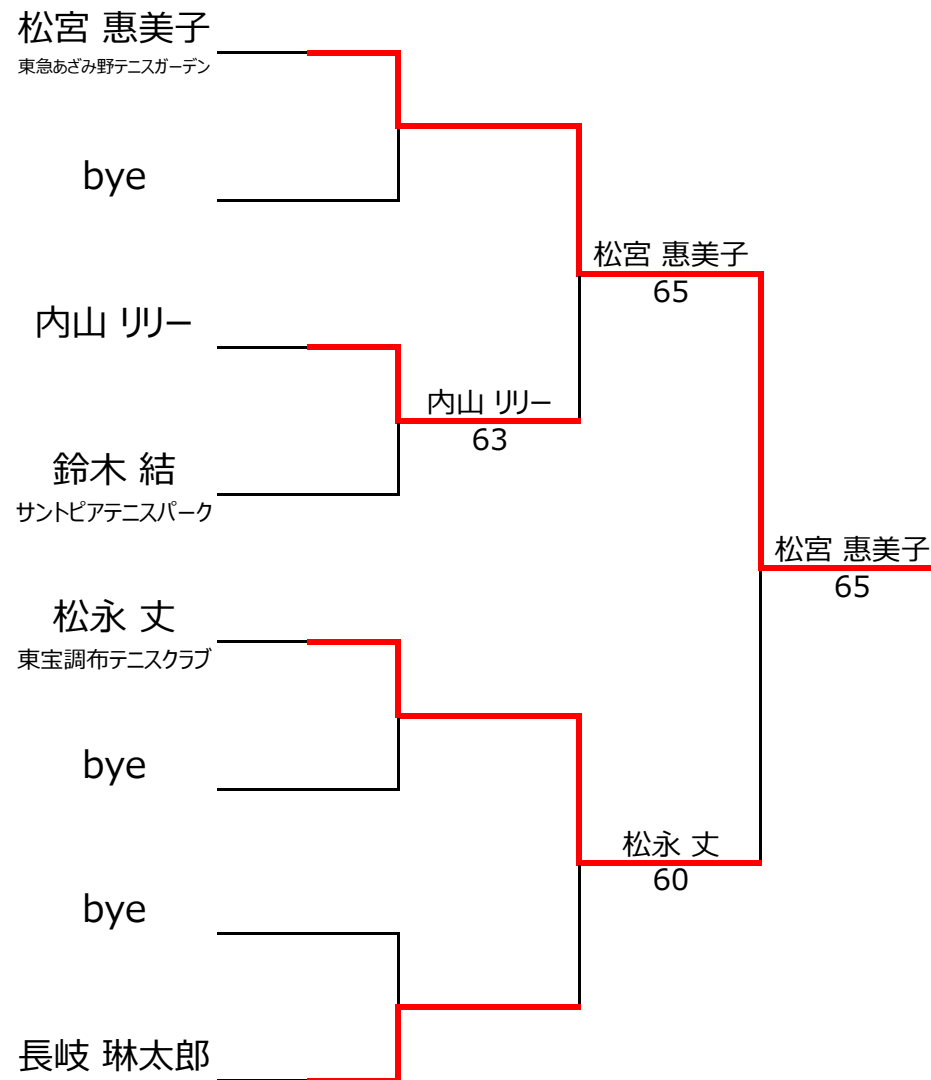 松宮 惠美子
東急あざみ野テニスガーデン
bye
松宮 惠美子
65
内山 リリー
内山 リリー
63
鈴木 結
サントピアテニスパーク
松宮 惠美子
65
松永 丈
東宝調布テニスクラブ
bye
松永 丈
60
bye
長岐 琳太郎